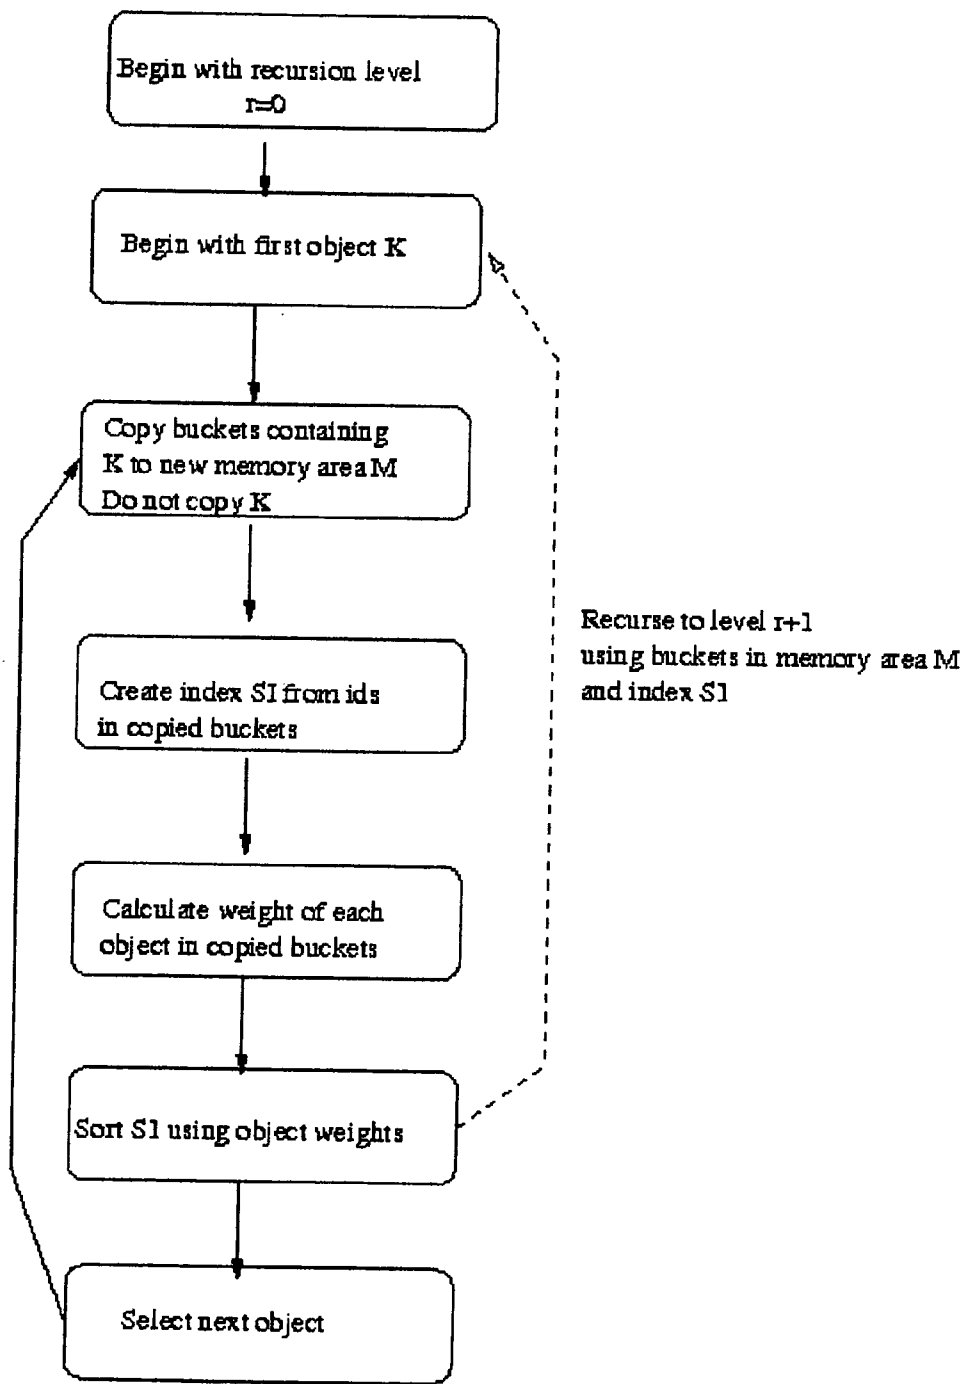 Begin with recursion level
r=0
Begin with first object K
Copy buckets containing
K to new memory area M
Do not copy K
Create index SI from ids
in copied buckets
Recurse to level r+1
using buckets in memory area M
and index S1
Calculate weight of each
object in copied buckets
Sort S1 using object weights
Select next object